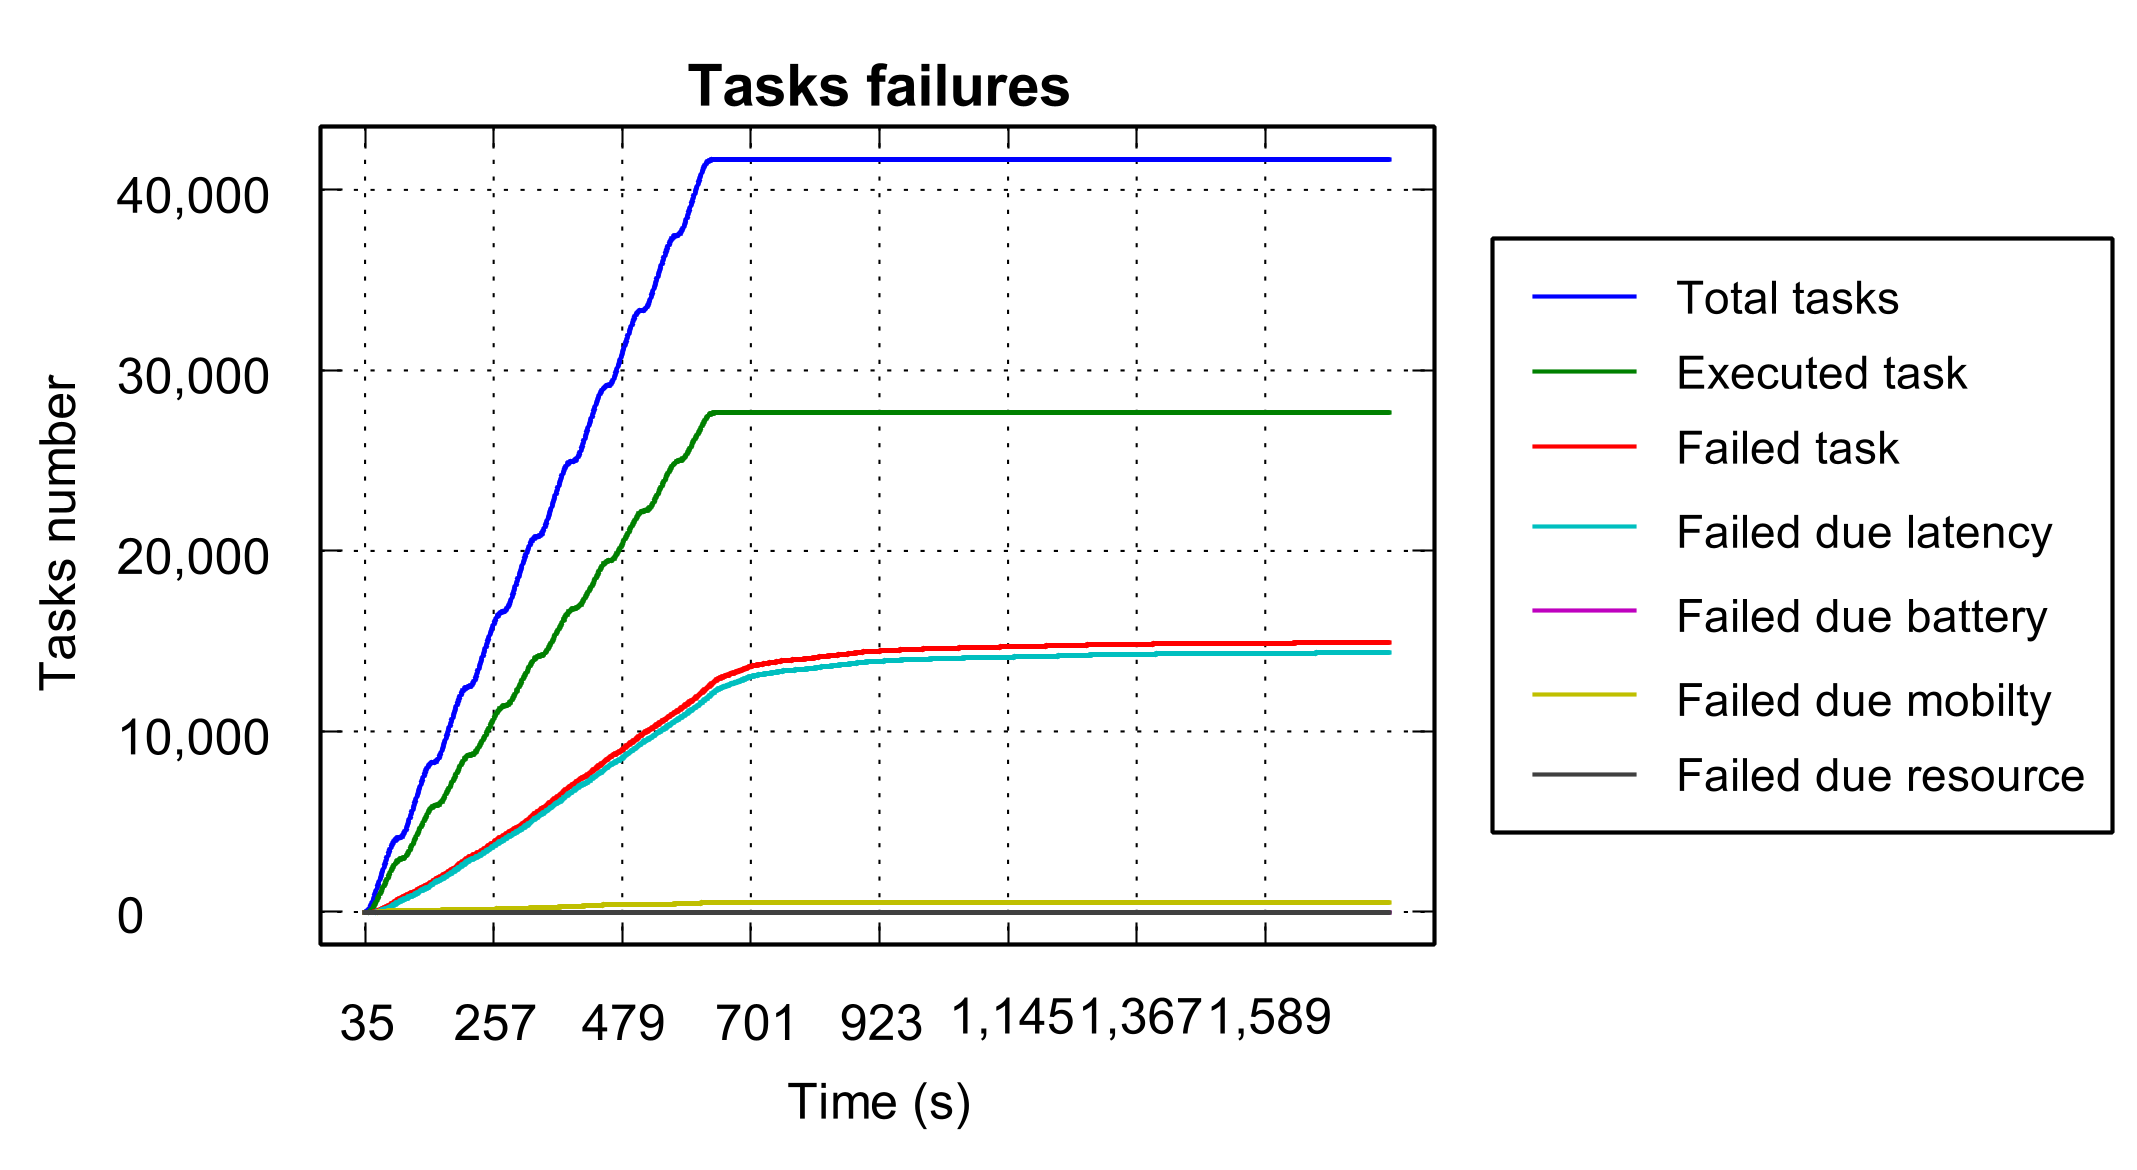 Tasks failures
40,000
30,000
20,000
10,000
0
Tasks number
35 257 479 701 923 1,145 1,367 1,589
Time (s)
Total tasks
Executed task
Failed task
Failed due latency
Failed due battery
Failed due mobilty
Failed due resource